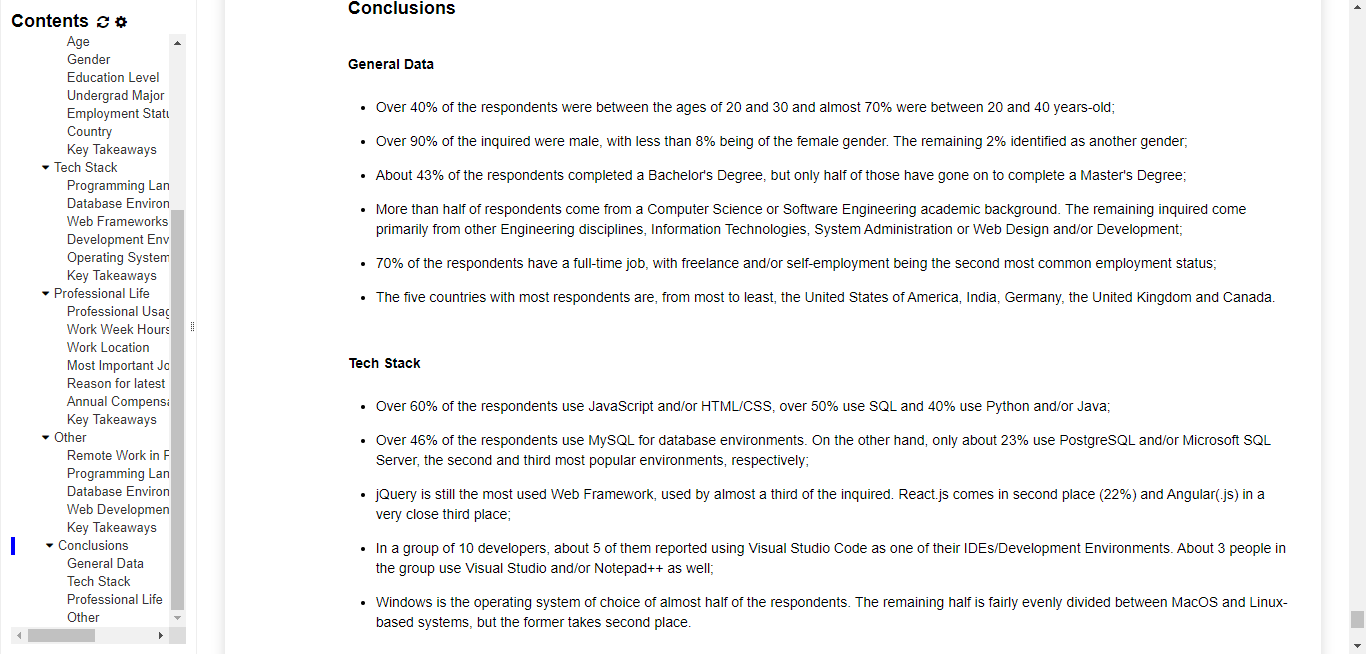 Contents
Age
Gender
Education Level
Undergrad Major
Employment Statu
Country
Key Takeaways
Tech Stack
Programming Lan
Database Environ
Web Frameworks
Development Env
Operating System
Key Takeaways
Professional Life
Professional Usag
Work Week Hours
Work Location
Most Important Jo
Reason for latest
Annual Compensa
Key Takeaways
Other
Remote Work in F
Programming Lan
Database Environ
Web Developmen
Key Takeaways
Conclusions
General Data
Tech Stack
Professional Life
Other
Conclusions
General Data
• Over 40% of the respondents were between the ages of 20 and 30 and almost 70% were between 20 and 40 years-old;
• Over 90% of the inquired were male, with less than 8% being of the female gender. The remaining 2% identified as another gender;
• About 43% of the respondents completed a Bachelor's Degree, but only half of those have gone on to complete a Master's Degree;
• More than half of respondents come from a Computer Science or Software Engineering academic background. The remaining inquired come
primarily from other Engineering disciplines, Information Technologies, System Administration or Web Design and/or Development;
• 70% of the respondents have a full-time job, with freelance and/or self-employment being the second most common employment status;
• The five countries with most respondents are, from most to least, the United States of America, India, Germany, the United Kingdom and Canada.
Tech Stack
• Over 60% of the respondents use JavaScript and/or HTML/CSS, over 50% use SQL and 40% use Python and/or Java;
• Over 46% of the respondents use MySQL for database environments. On the other hand, only about 23% use PostgreSQL and/or Microsoft SQL
Server, the second and third most popular environments, respectively;
• jQuery is still the most used Web Framework, used by almost a third of the inquired. React.js comes in second place (22%) and Angular(.js) in a
very close third place;
• In a group of 10 developers, about 5 of them reported using Visual Studio Code as one of their IDEs/Development Environments. About 3 people in
the group use Visual Studio and/or Notepad++ as well;
• Windows is the operating system of choice of almost half of the respondents. The remaining half is fairly evenly divided between MacOS and Linux-
based systems, but the former takes second place.